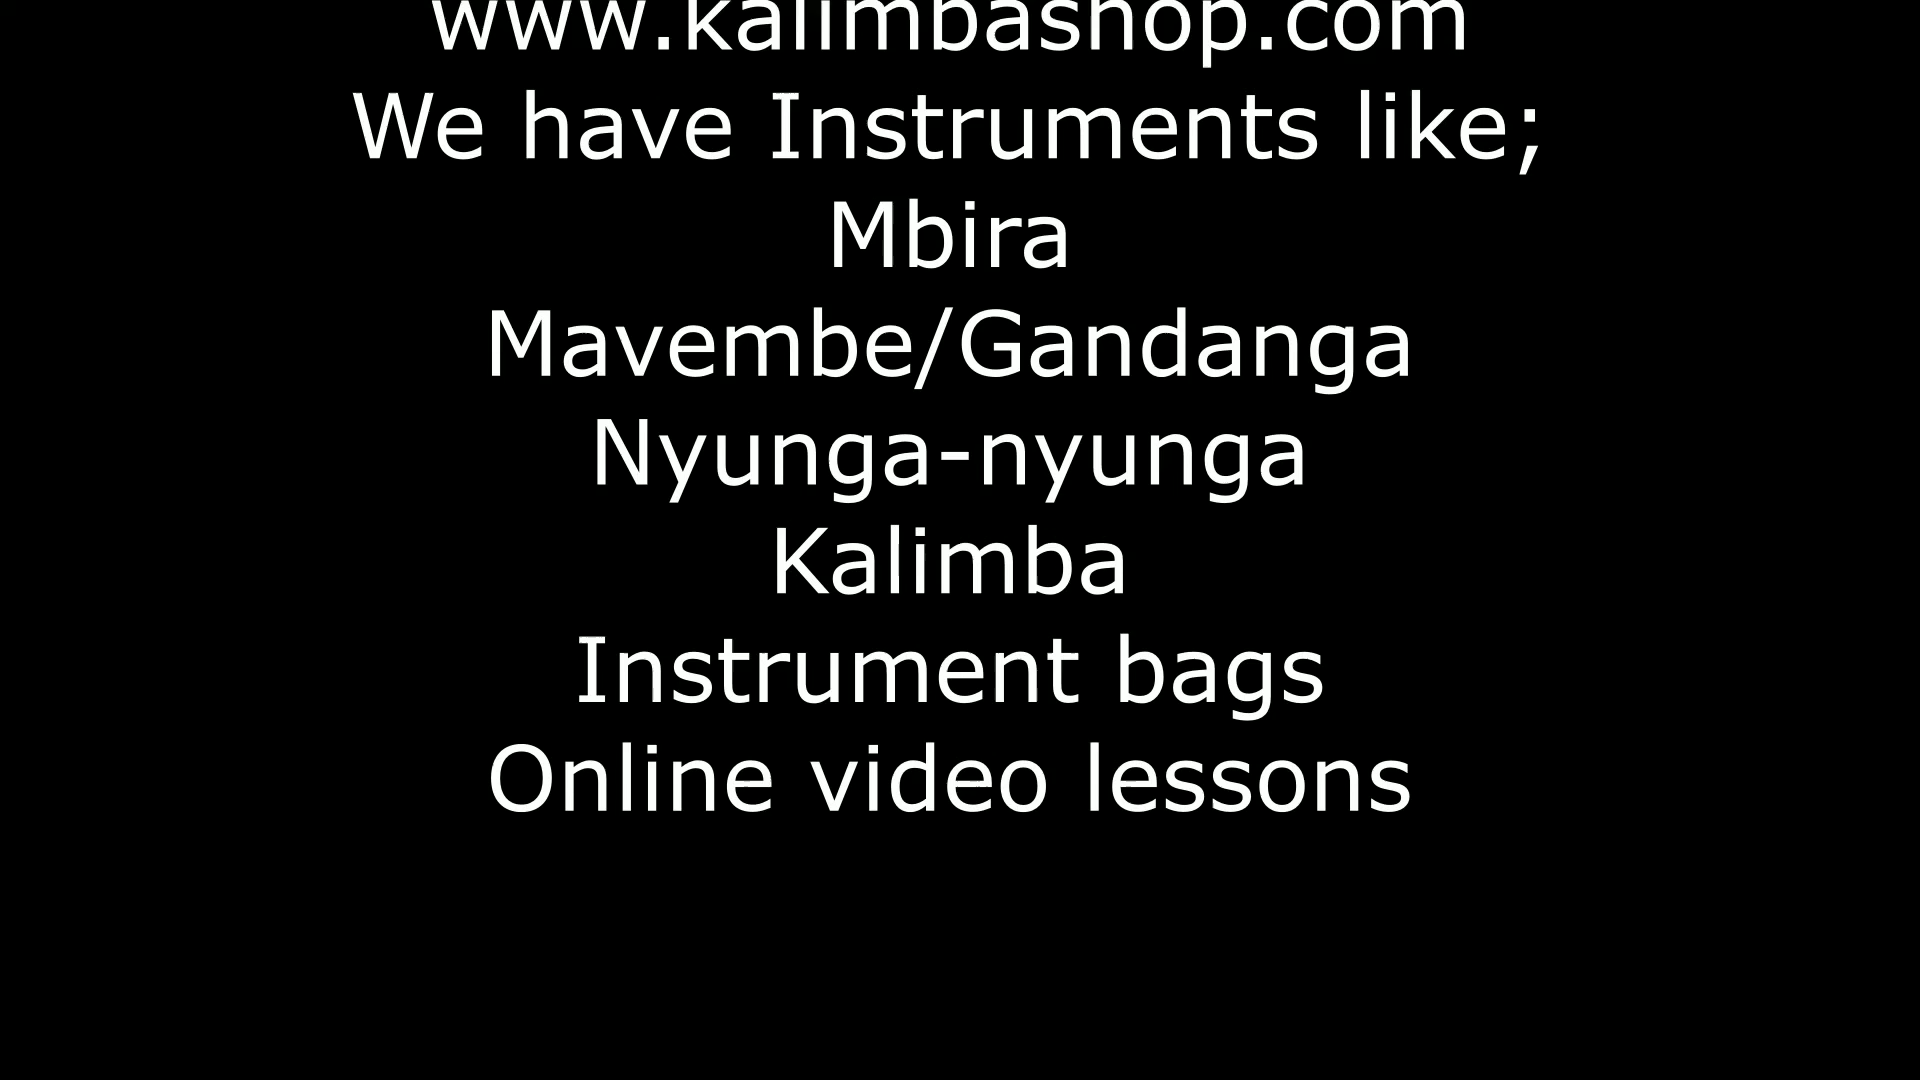 www.kalimbashop.com
We have Instruments like;
Mbira
Mavembe/Gandanga
Nyunga-nyunga
Kalimba
Instrument bags
Online video lessons